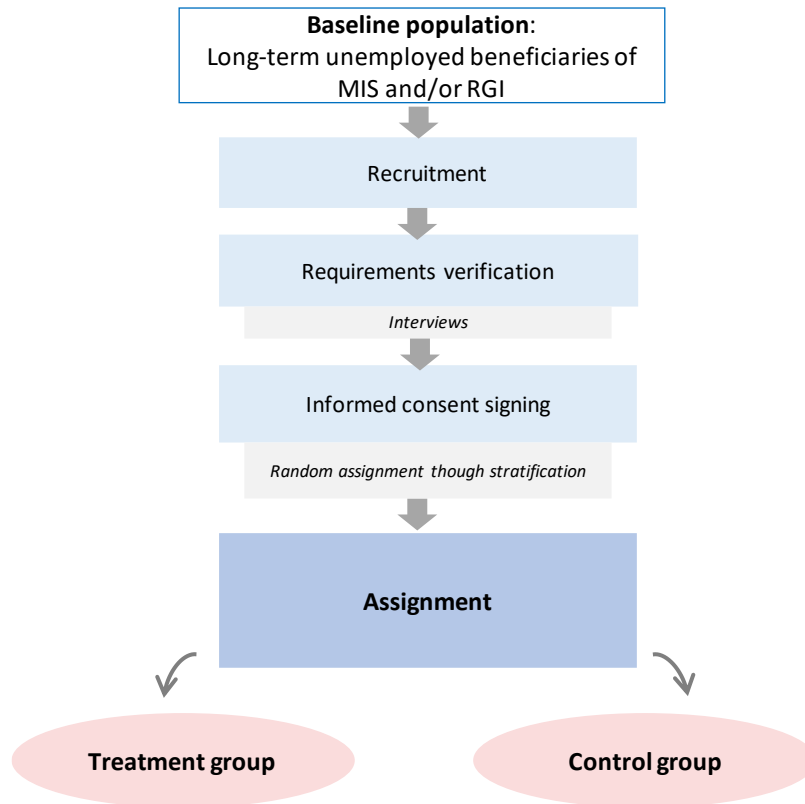 Baseline population:
Long-term unemployed beneficiaries of
MIS and/or RGI
Recruitment
Requirements verification
Interviews
Informed consent signing
Random assignment though stratification
Assignment
Treatment group
Control group